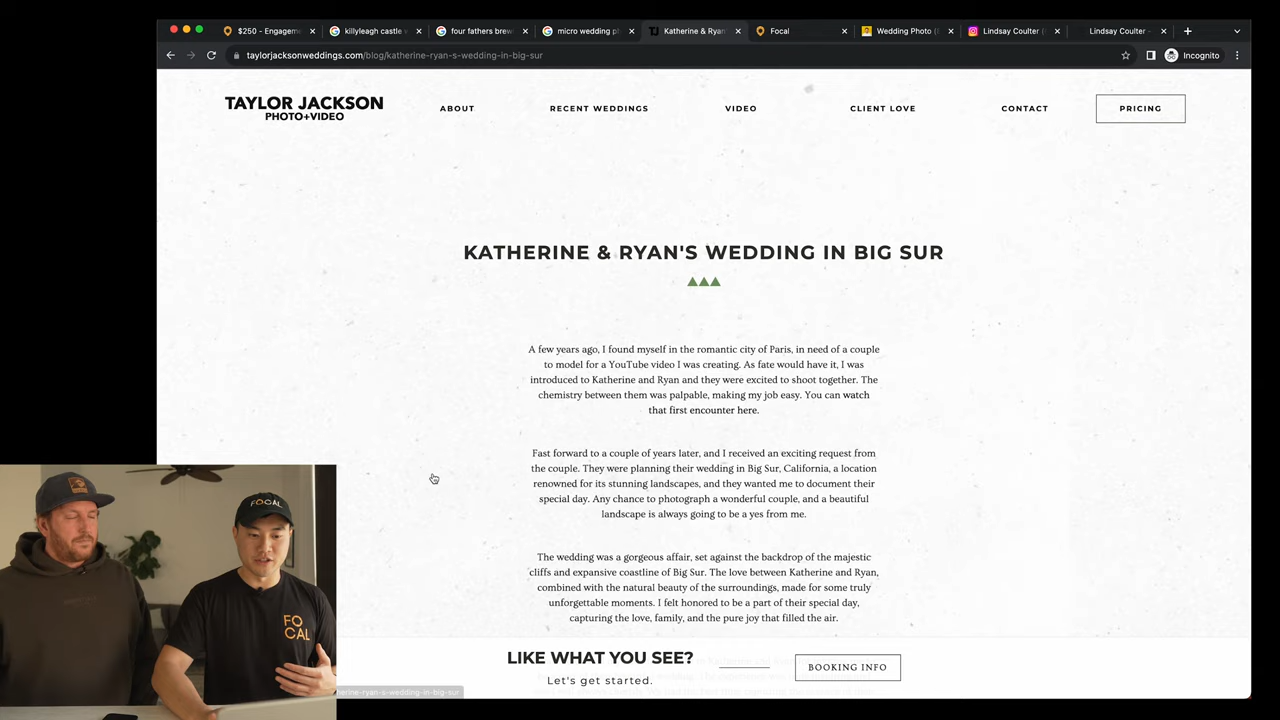 $250 - Engagem
killyleagh castle w
four fathers brew
micro wedding p
Katherine & Ryan
Focal
Wedding Photo (
Lindsay Coulter (
Lindsay Coulter -
taylorjacksonweddings.com/blog/katherine-ryan-s-wedding-in-big-sur
Incognito
TAYLOR JACKSON
PHOTO+VIDEO
ABOUT
RECENT WEDDINGS
VIDEO
CLIENT LOVE
CONTACT
PRICING
KATHERINE & RYAN'S WEDDING IN BIG SUR
A few years ago, I found myself in the romantic city of Paris, in need of a couple
to model for a YouTube video I was creating. As fate would have it, I was
introduced to Katherine and Ryan and they were excited to shoot together. The
chemistry between them was palpable, making my job easy. You can watch
that first encounter here.
Fast forward to a couple of years later, and I received an exciting request from
the couple. They were planning their wedding in Big Sur, California, a location
renowned for its stunning landscapes, and they wanted me to document their
special day. Any chance to photograph a wonderful couple, and a beautiful
landscape is always going to be a yes from me.
The wedding was a gorgeous affair, set against the backdrop of the majestic
cliffs and expansive coastline of Big Sur. The love between Katherine and Ryan,
combined with the natural beauty of the surroundings, made for some truly
unforgettable moments. I felt honored to be a part of their special day,
capturing the love, family, and the pure joy that filled the air.
LIKE WHAT YOU SEE?
Let's get started.
BOOKING INFO
herine-ryan-s-wedding-in-big-sur
FOCAL
FO
CAL